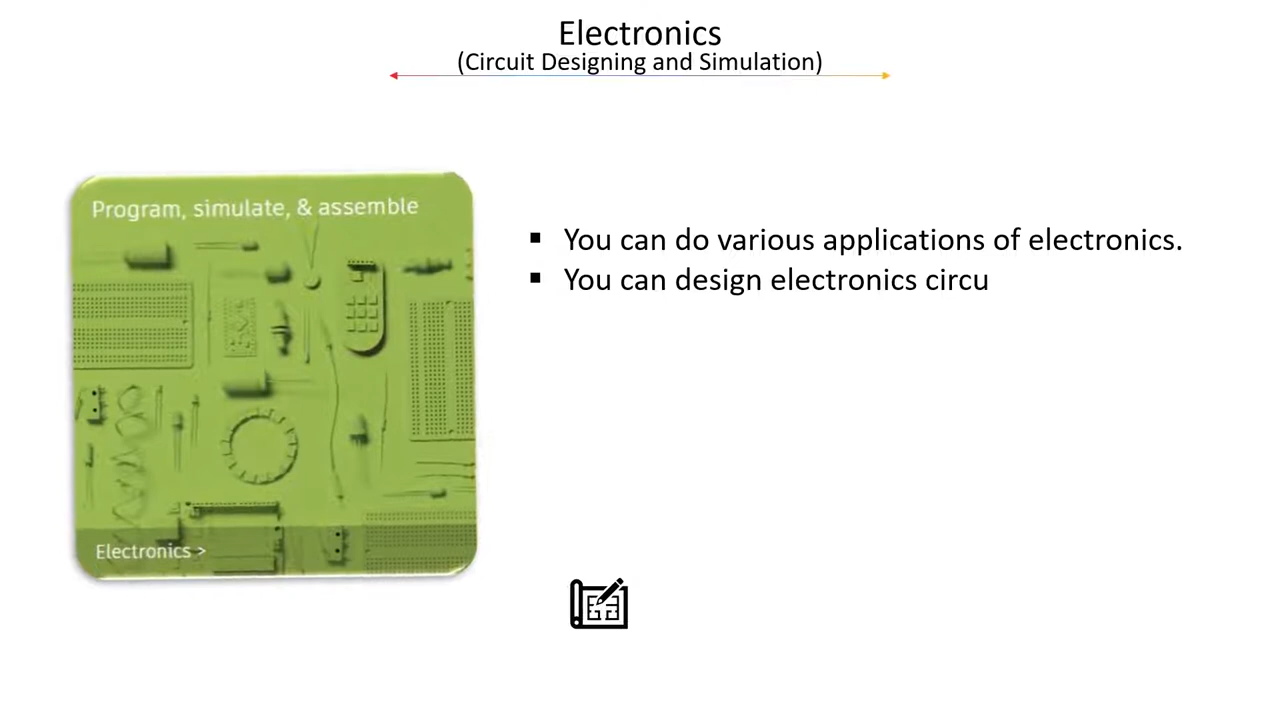 Electronics
(Circuit Designing and Simulation)
Program, simulate, & assemble
▪ You can do various applications of electronics.
▪ You can design electronics circu
Electronics >